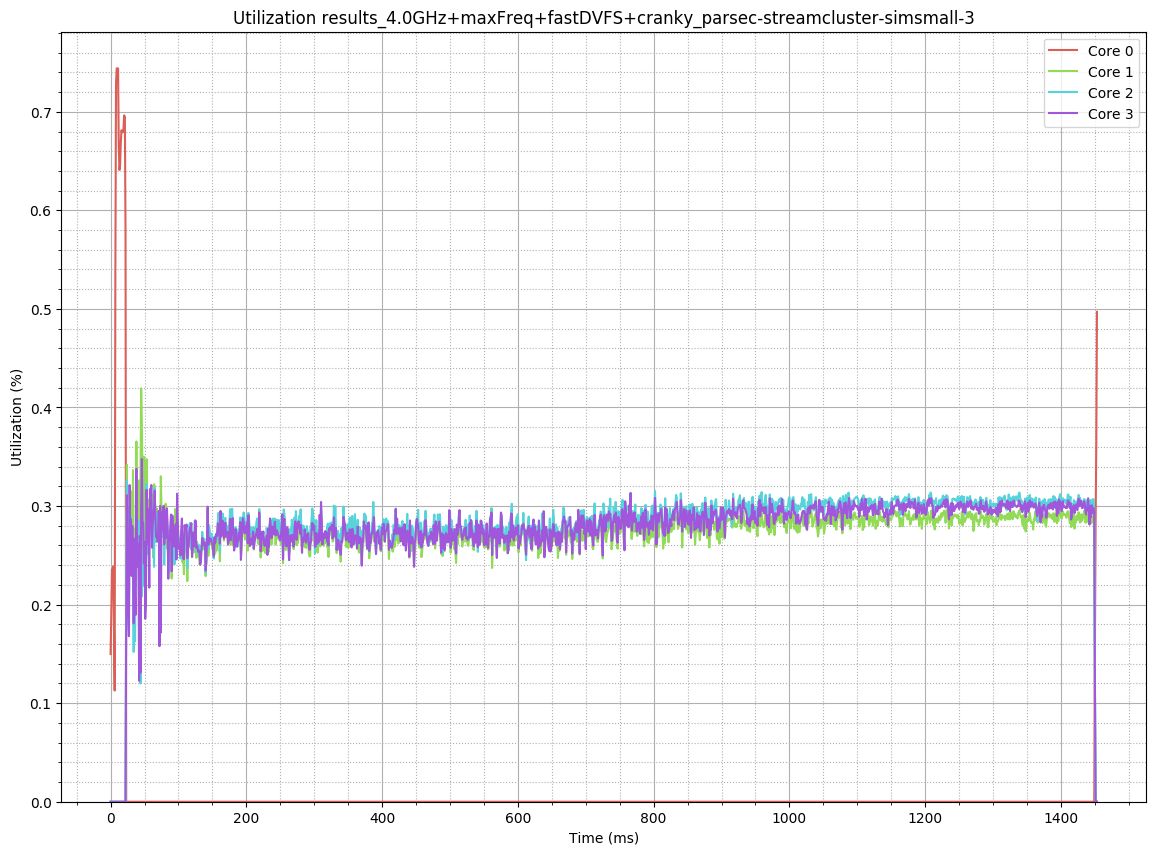 Utilization results_4.0GHz+maxFreq+fastDVFS+cranky_parsec-streamcluster-simsmall-3
Core 0
Core 1
Core 2
Core 3
Utilization (%)
0.7
0.6
0.5
0.4
0.3
0.2
0.1
0.0
0 200 400 600 800 1000 1200 1400
Time (ms)